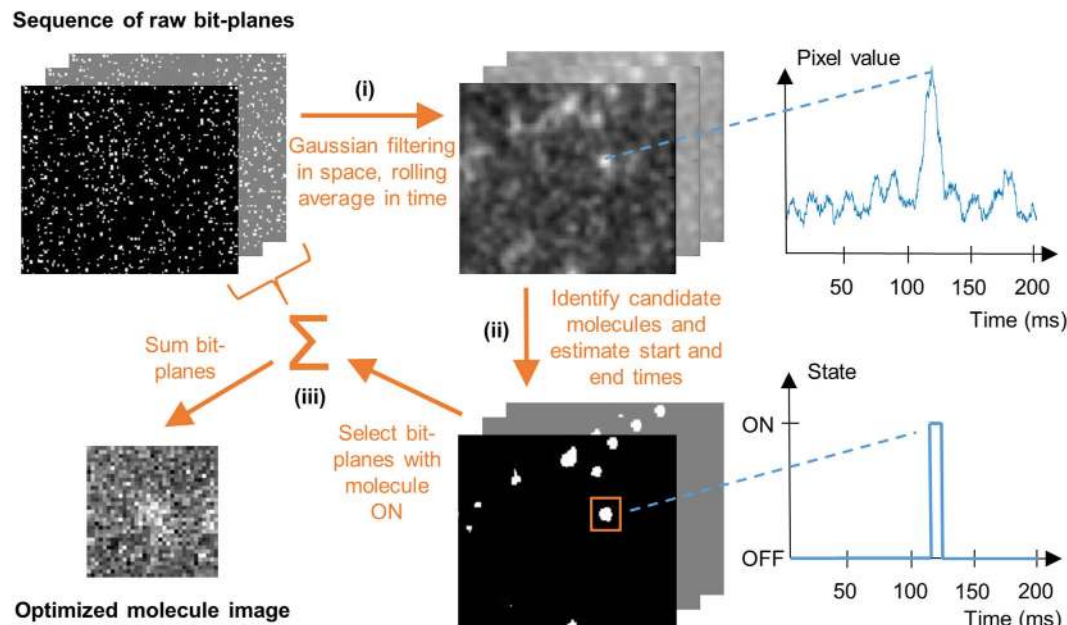 Sequence of raw bit-planes
(i)
Gaussian filtering
in space, rolling
average in time
Pixel value
50 100 150 200
Time (ms)
(ii)
Identify candidate
molecules and
estimate start and
end times
Σ
Sum bit-
planes
(iii)
Select bit-
planes with
molecule
ON
State
ON
OFF
50 100 150 200
Time (ms)
Optimized molecule image